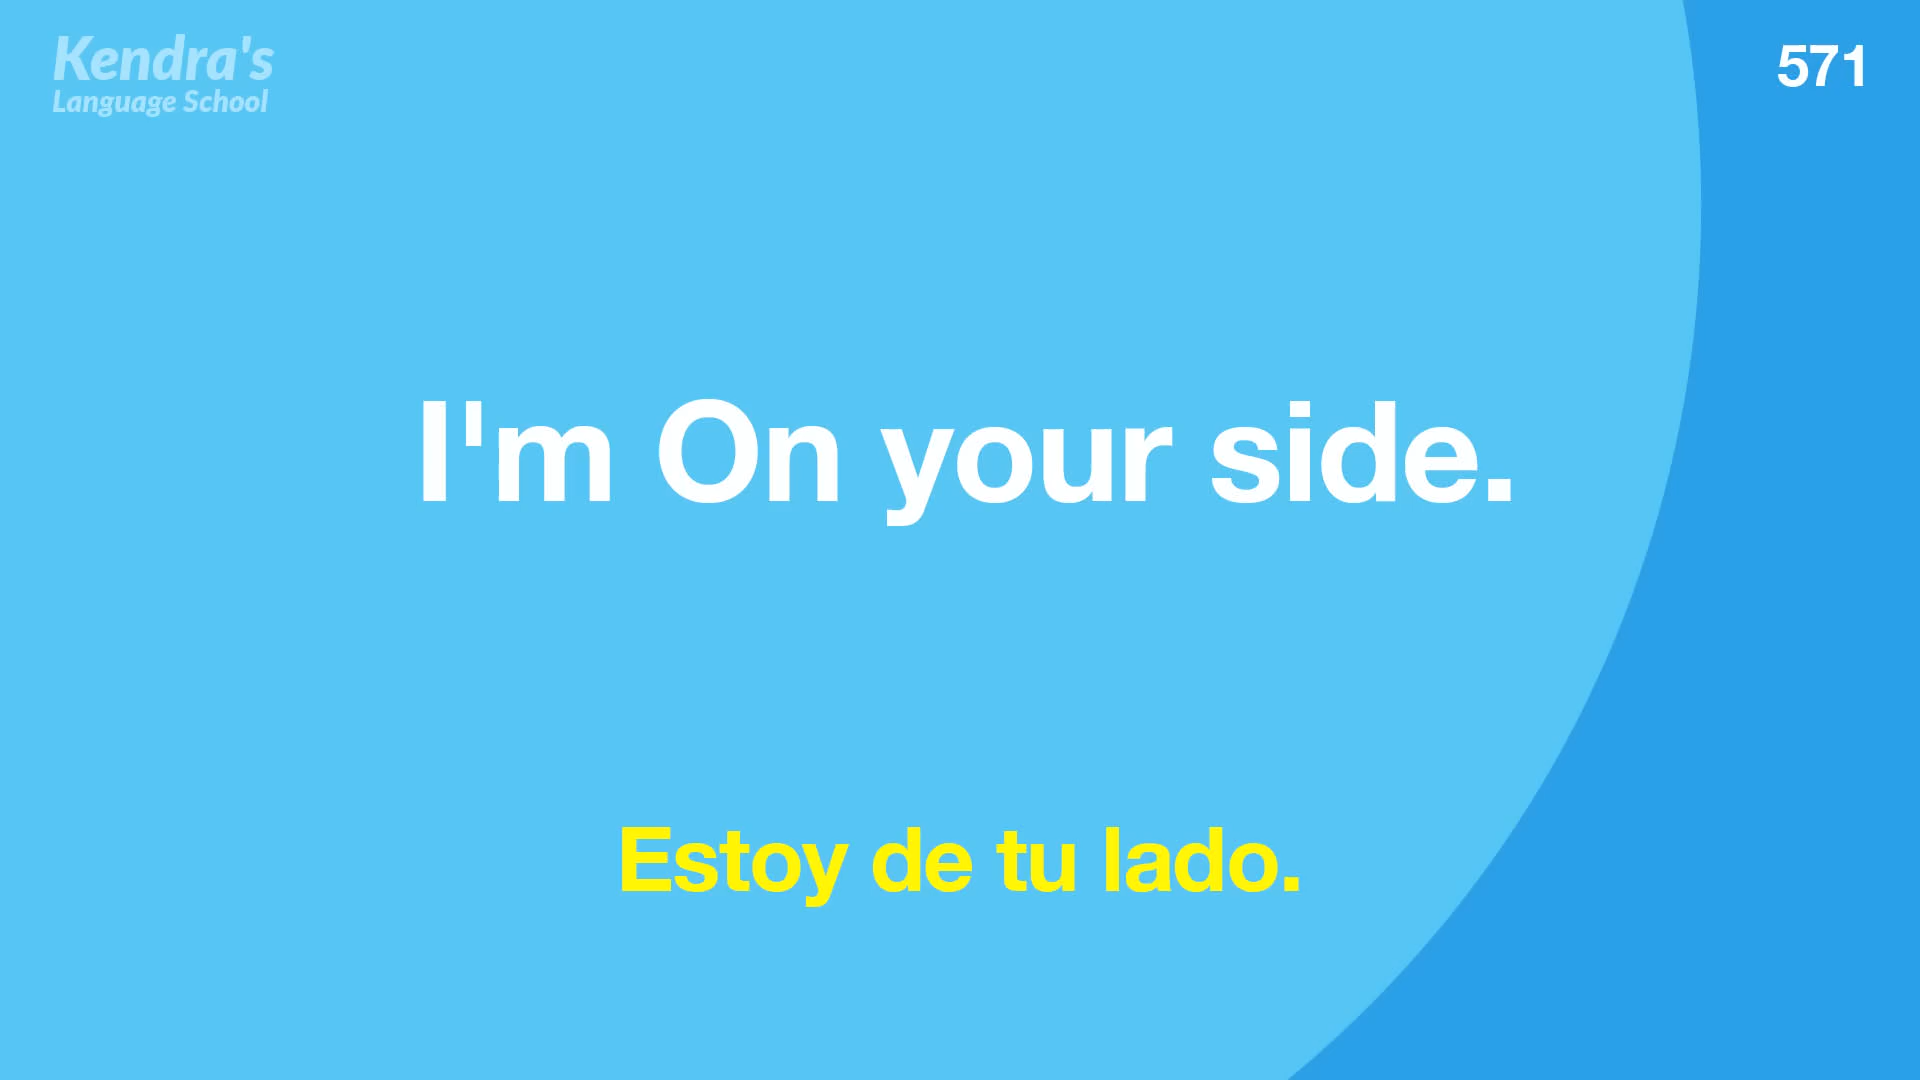 Kendra's
Language School
571
I'm On your side.
Estoy de tu lado.